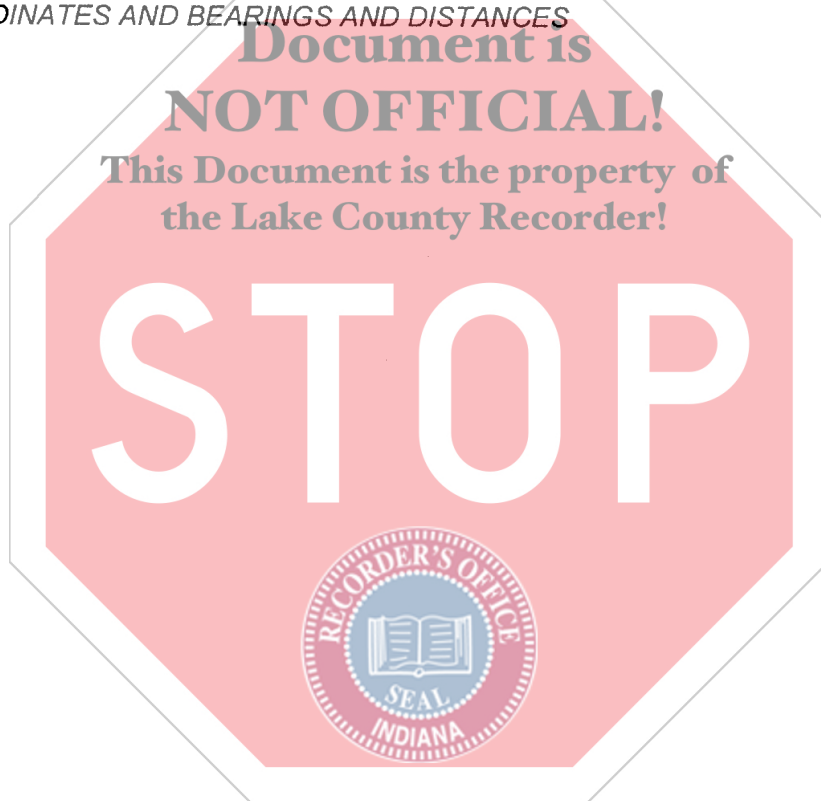 DINATES AND BEARINGS AND DISTANCES
Document is
NOT OFFICIAL!
This Document is the property of
the Lake County Recorder!
STOP
RECORDER'S OFFICE
SEAL
INDIANA